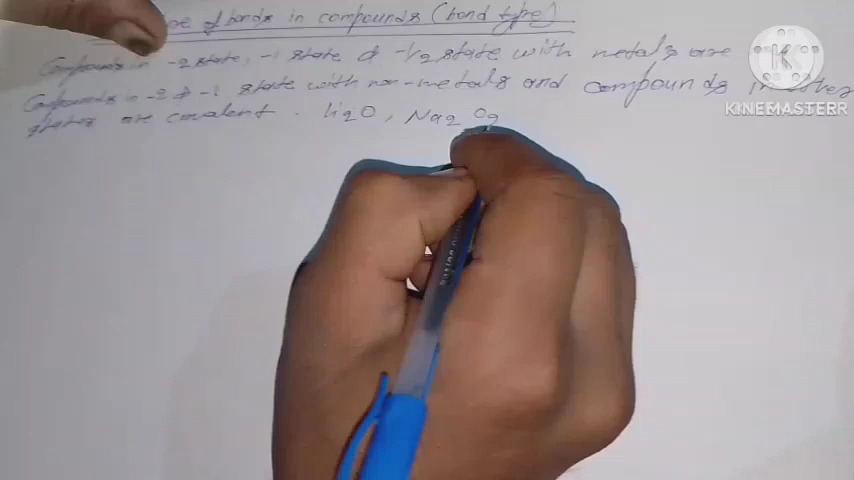 of bonds in compounds (bond type)
Compounds in -2 state, -1 state & -1/2 state with metals are
Compounds in -2 & -1 state with non-metals and compounds in other
states are covalent. Li2O, Na2O2
KINEMASTERR